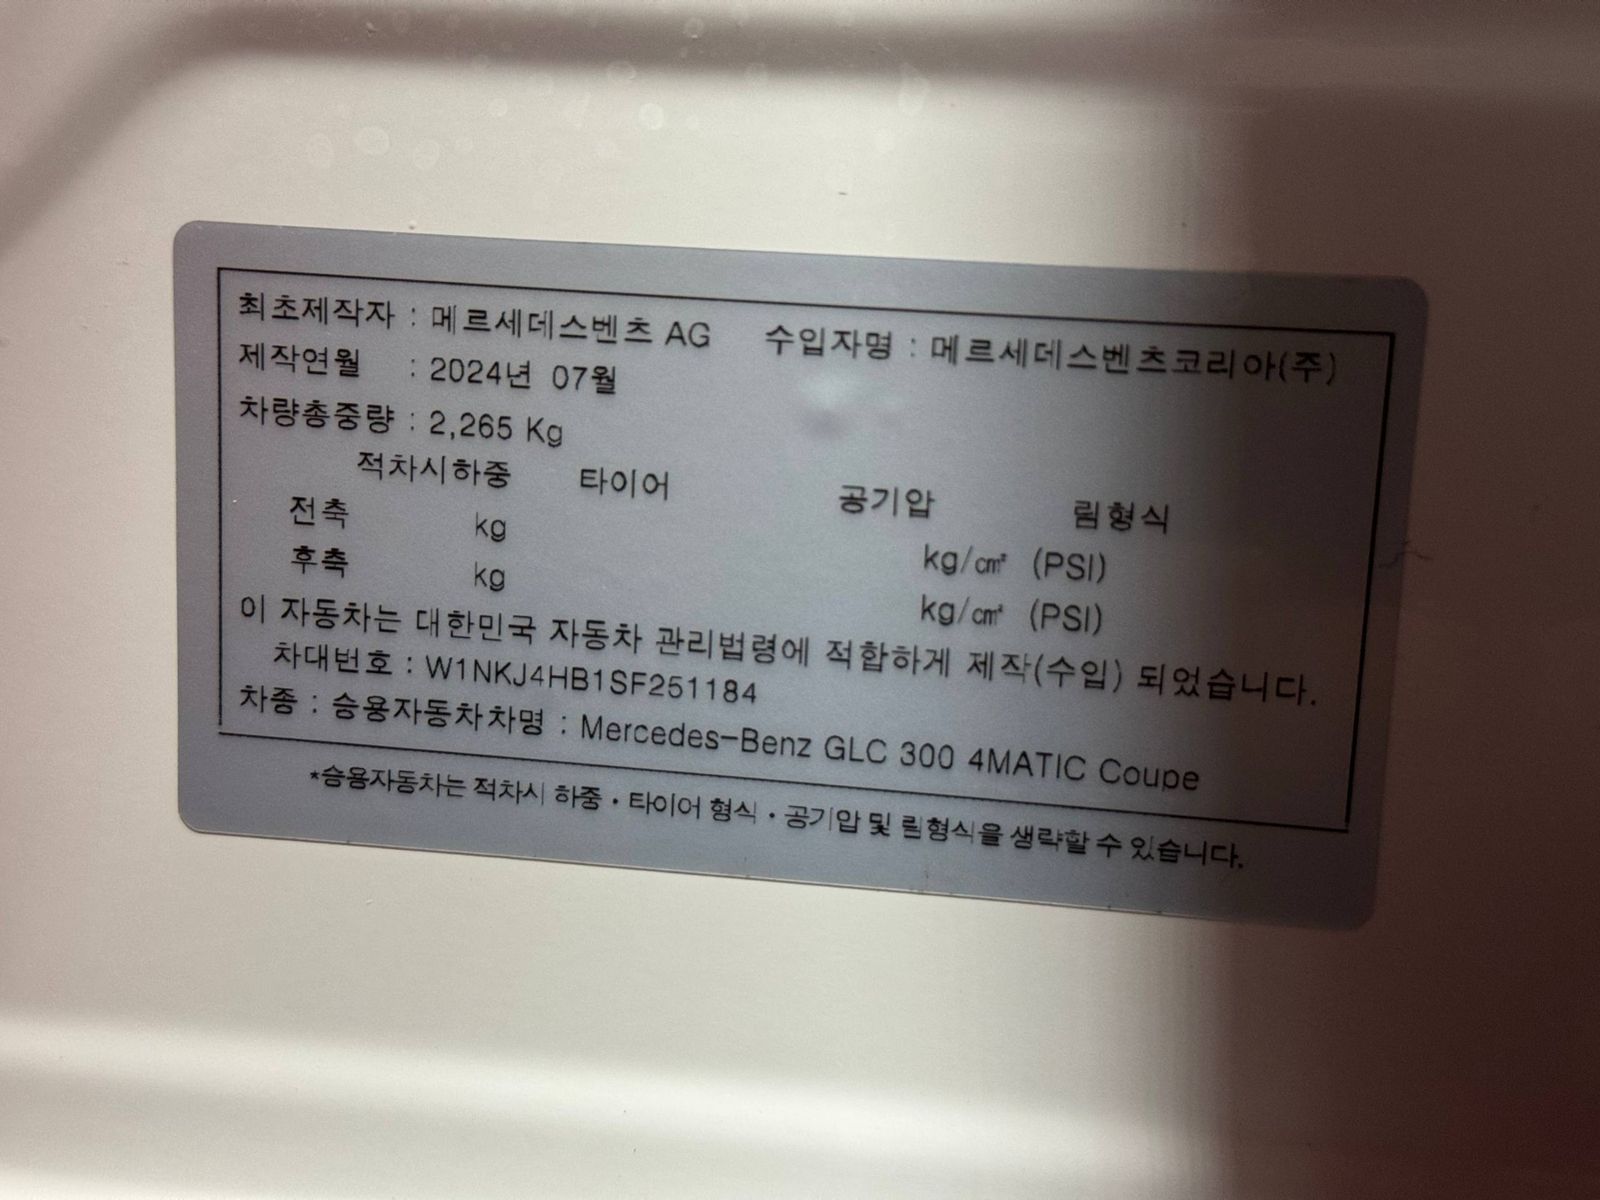 최초제작자 : 메르세데스벤츠 AG 수입자명 : 메르세데스벤츠코리아(주)
제작연월 : 2024년 07월
차량총중량 : 2,265 Kg
적차시하중 타이어 공기압 림형식
전축 kg kg/㎠ (PSI)
후축 kg kg/㎠ (PSI)
이 자동차는 대한민국 자동차 관리법령에 적합하게 제작(수입) 되었습니다.
차대번호 : W1NKJ4HB1SF251184
차종 : 승용자동차차명 : Mercedes-Benz GLC 300 4MATIC Coupe
*승용자동차는 적차시 하중・타이어 형식・공기압 및 림형식을 생략할 수 있습니다.